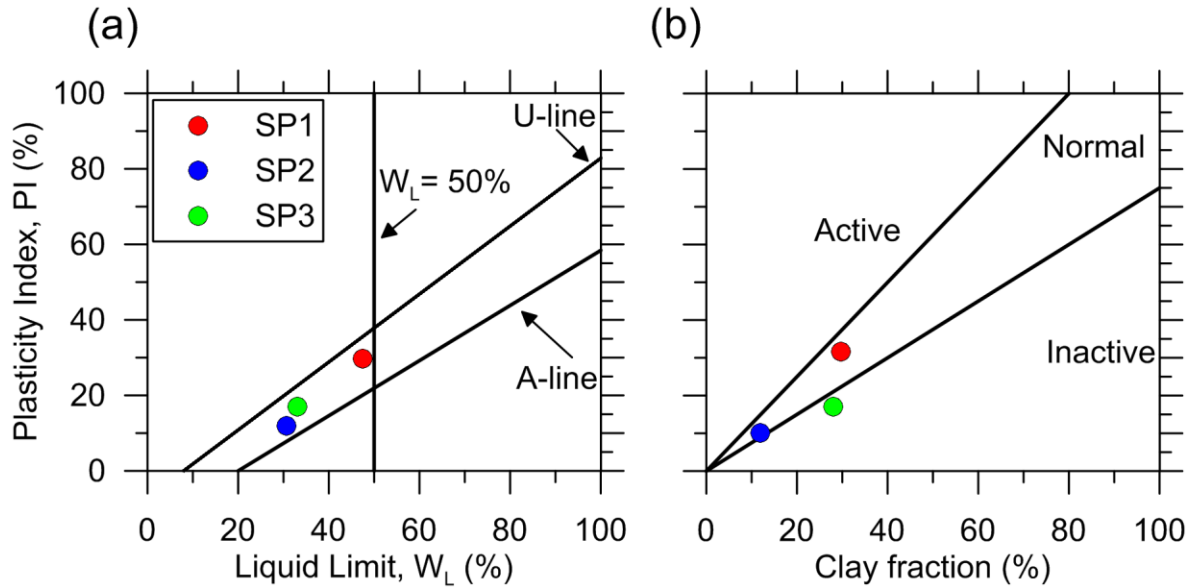 (a)
Plasticity Index, PI (%)
100
80
60
40
20
0
SP1
SP2
SP3
U-line
W_L= 50%
A-line
0 20 40 60 80 100
Liquid Limit, W_L (%)
(b)
Normal
Active
Inactive
0 20 40 60 80 100
Clay fraction (%)